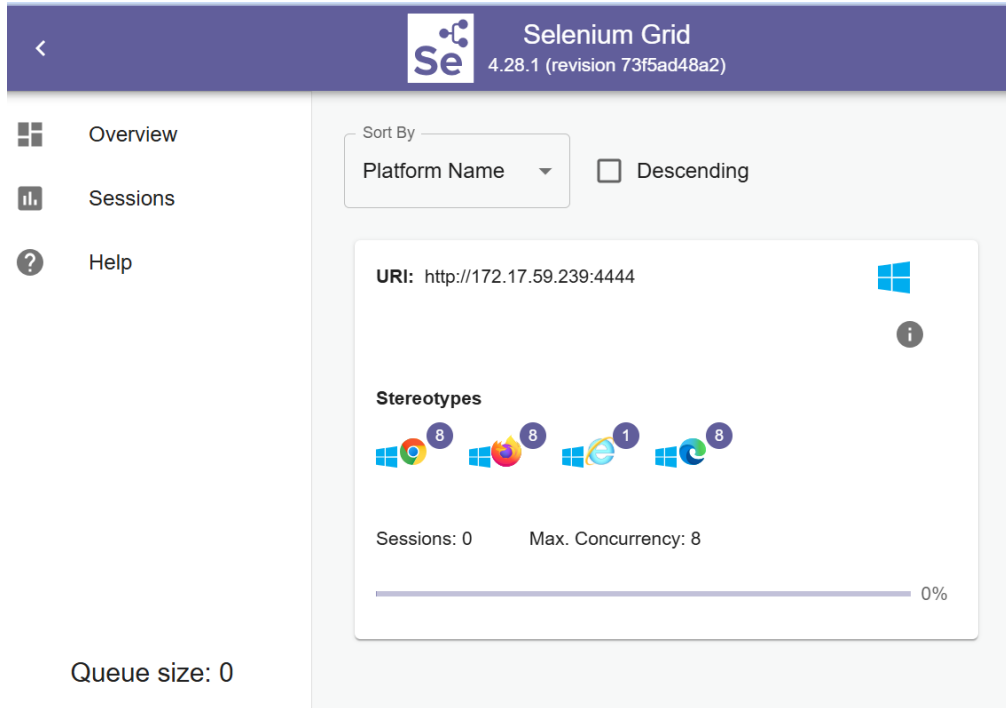 Se
Selenium Grid
4.28.1 (revision 73f5ad48a2)
Overview
Sessions
Help
Queue size: 0
Sort By
Platform Name
Descending
URI: http://172.17.59.239:4444
Stereotypes
8 8 1 8
Sessions: 0 Max. Concurrency: 8
0%